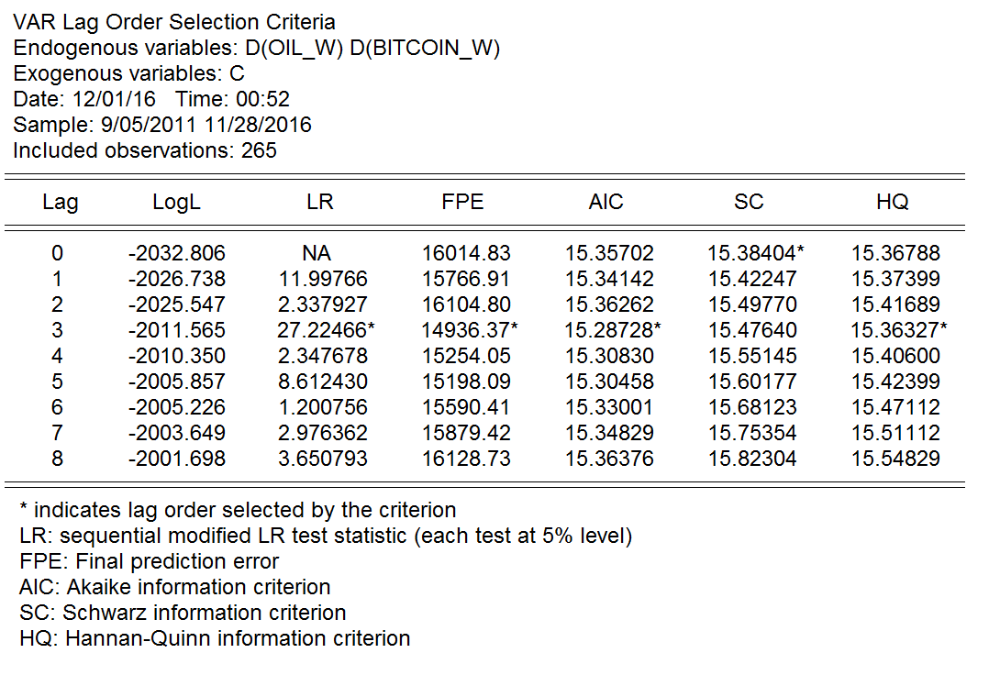 VAR Lag Order Selection Criteria
Endogenous variables: D(OIL_W) D(BITCOIN_W)
Exogenous variables: C
Date: 12/01/16 Time: 00:52
Sample: 9/05/2011 11/28/2016
Included observations: 265
Lag LogL LR FPE AIC SC HQ
0 -2032.806 NA 16014.83 15.35702 15.38404* 15.36788
1 -2026.738 11.99766 15766.91 15.34142 15.42247 15.37399
2 -2025.547 2.337927 16104.80 15.36262 15.49770 15.41689
3 -2011.565 27.22466* 14936.37* 15.28728* 15.47640 15.36327*
4 -2010.350 2.347678 15254.05 15.30830 15.55145 15.40600
5 -2005.857 8.612430 15198.09 15.30458 15.60177 15.42399
6 -2005.226 1.200756 15590.41 15.33001 15.68123 15.47112
7 -2003.649 2.976362 15879.42 15.34829 15.75354 15.51112
8 -2001.698 3.650793 16128.73 15.36376 15.82304 15.54829
* indicates lag order selected by the criterion
LR: sequential modified LR test statistic (each test at 5% level)
FPE: Final prediction error
AIC: Akaike information criterion
SC: Schwarz information criterion
HQ: Hannan-Quinn information criterion